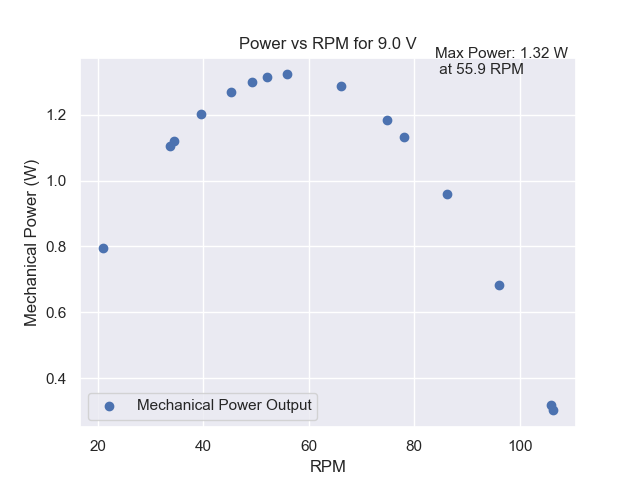 Power vs RPM for 9.0 V
Max Power: 1.32 W
at 55.9 RPM
Mechanical Power (W)
1.2
1.0
0.8
0.6
0.4
Mechanical Power Output
20 40 60 80 100
RPM